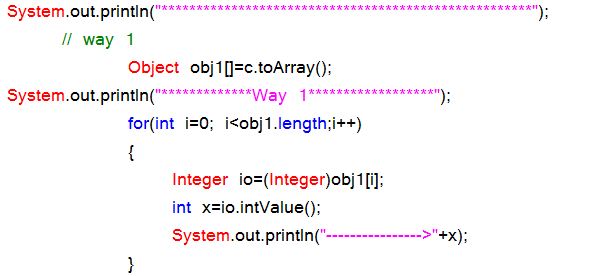 System.out.println("*****************************************************");
// way 1
Object obj1[]=c.toArray();
System.out.println("*************Way 1******************");
for(int i=0; i<obj1.length;i++)
{
Integer io=(Integer)obj1[i];
int x=io.intValue();
System.out.println("---------------->"+x);
}